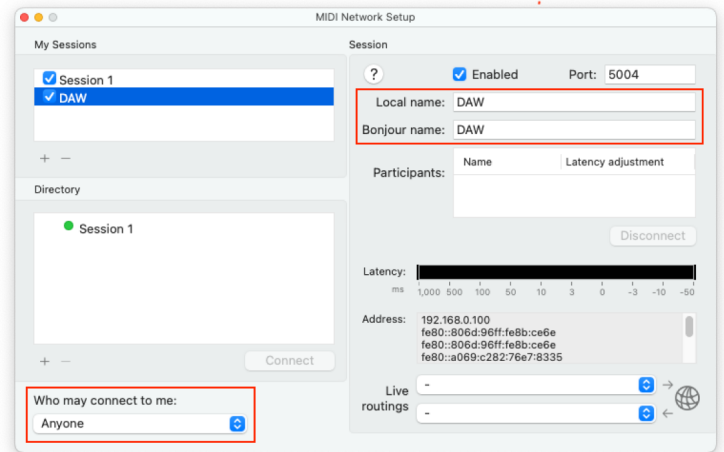 MIDI Network Setup
My Sessions
Session 1
DAW
+ −
Directory
Session 1
+ −
Connect
Who may connect to me:
Anyone
Session
?
Enabled
Port: 5004
Local name: DAW
Bonjour name: DAW
Participants:
Name Latency adjustment
Disconnect
Latency:
ms 1,000 500 100 50 10 3 0 -3 -10 -50
Address: 192.168.0.100
fe80::806d:96ff:fe8b:ce6e
fe80::806d:96ff:fe8b:ce6e
fe80::a069:c282:76e7:8335
Live
routings
-
-